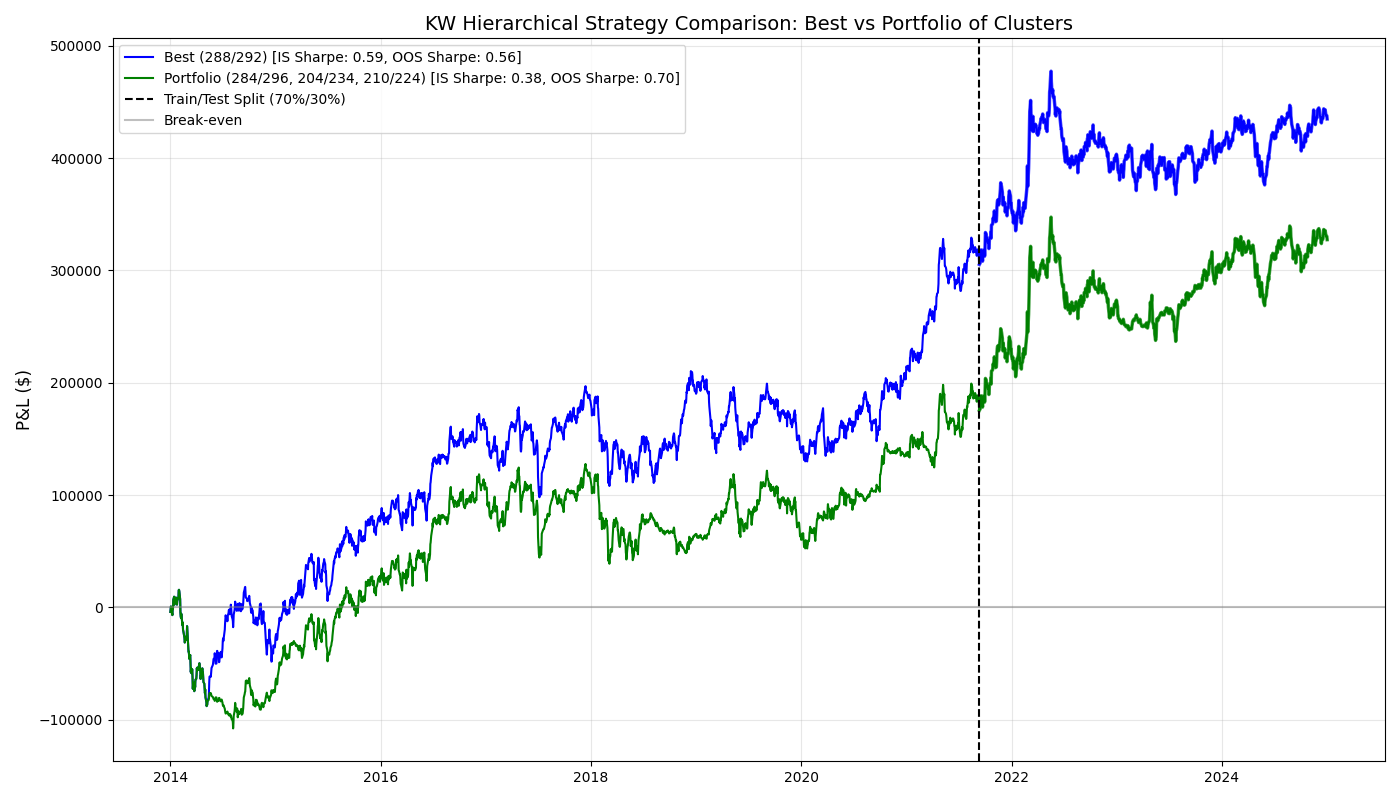 KW Hierarchical Strategy Comparison: Best vs Portfolio of Clusters
500000
400000
300000
200000
100000
0
−100000
P&L ($)
Best (288/292) [IS Sharpe: 0.59, OOS Sharpe: 0.56]
Portfolio (284/296, 204/234, 210/224) [IS Sharpe: 0.38, OOS Sharpe: 0.70]
Train/Test Split (70%/30%)
Break-even
2014
2016
2018
2020
2022
2024